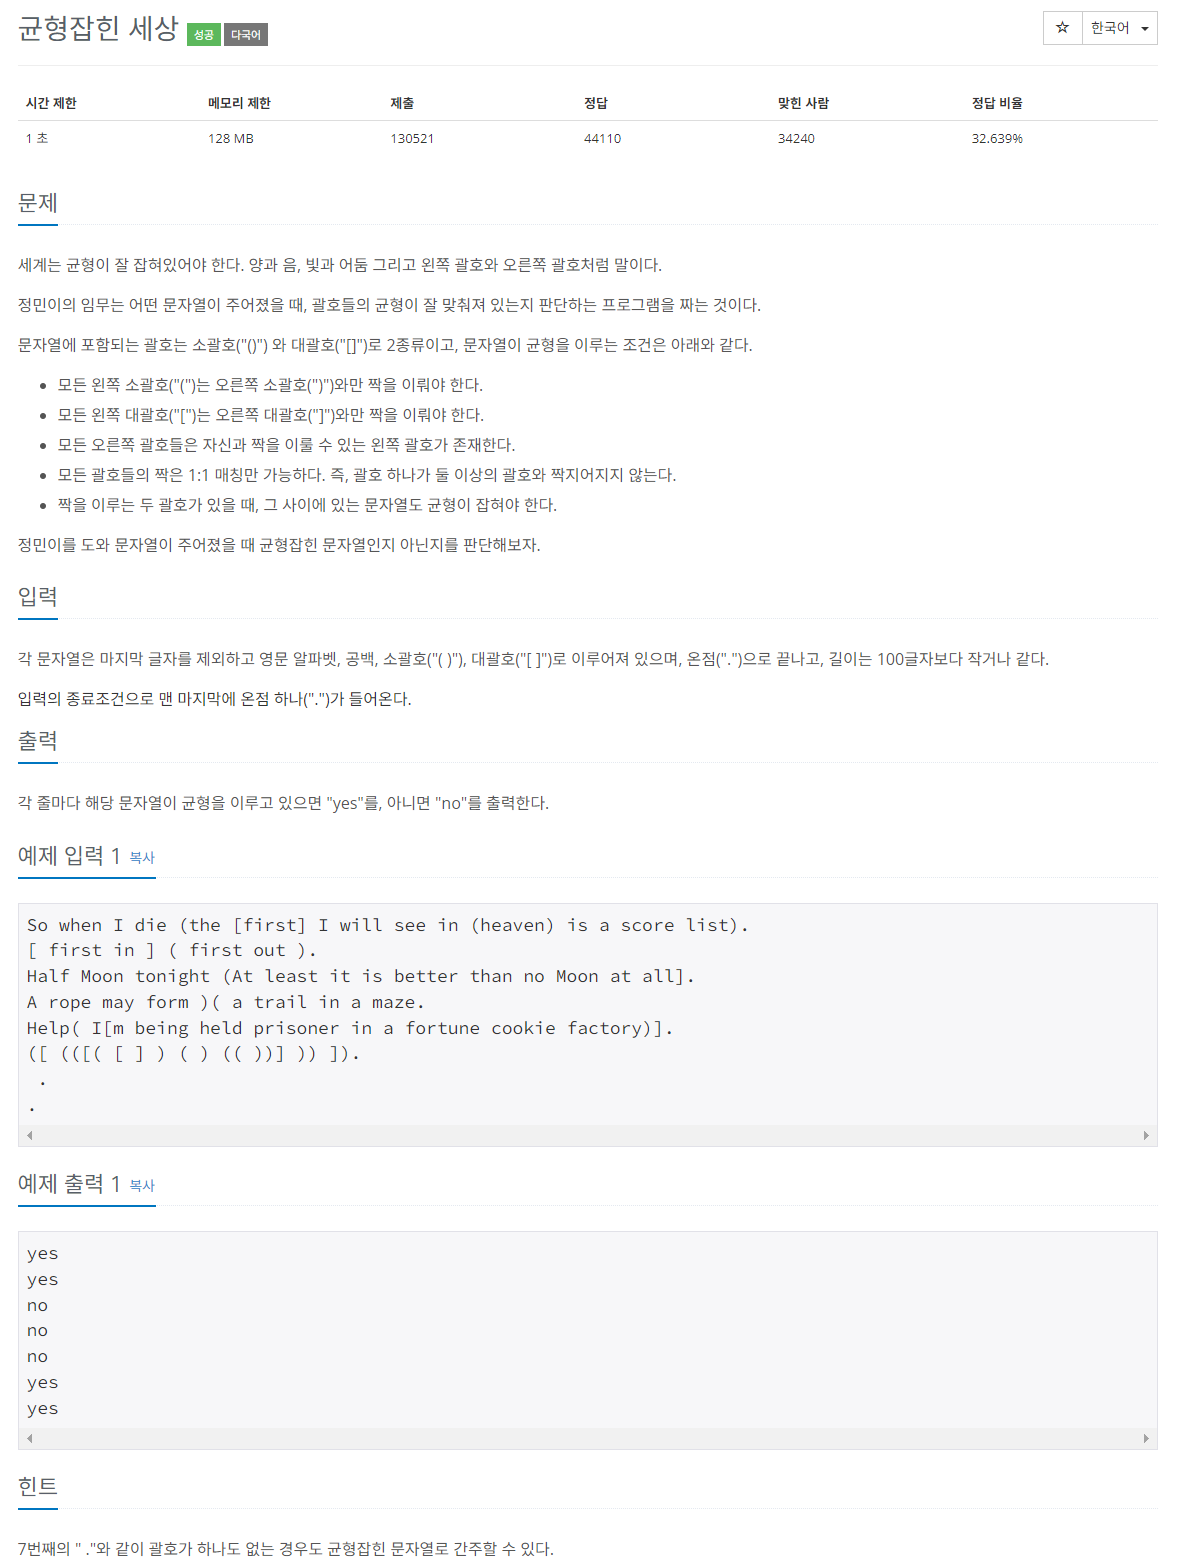 균형잡힌 세상 성공 다국어 ☆ 한국어
시간 제한 메모리 제한 제출 정답 맞힌 사람 정답 비율
1 초 128 MB 130521 44110 34240 32.639%
문제
세계는 균형이 잘 잡혀있어야 한다. 양과 음, 빛과 어둠 그리고 왼쪽 괄호와 오른쪽 괄호처럼 말이다.
정민이의 임무는 어떤 문자열이 주어졌을 때, 괄호들의 균형이 잘 맞춰져 있는지 판단하는 프로그램을 짜는 것이다.
문자열에 포함되는 괄호는 소괄호("()") 와 대괄호("[]")로 2종류이고, 문자열이 균형을 이루는 조건은 아래와 같다.
• 모든 왼쪽 소괄호("(")는 오른쪽 소괄호(")")와만 짝을 이뤄야 한다.
• 모든 왼쪽 대괄호("[")는 오른쪽 대괄호("]")와만 짝을 이뤄야 한다.
• 모든 오른쪽 괄호들은 자신과 짝을 이룰 수 있는 왼쪽 괄호가 존재한다.
• 모든 괄호들의 짝은 1:1 매칭만 가능하다. 즉, 괄호 하나가 둘 이상의 괄호와 짝지어지지 않는다.
• 짝을 이루는 두 괄호가 있을 때, 그 사이에 있는 문자열도 균형이 잡혀야 한다.
정민이를 도와 문자열이 주어졌을 때 균형잡힌 문자열인지 아닌지를 판단해보자.
입력
각 문자열은 마지막 글자를 제외하고 영문 알파벳, 공백, 소괄호("( )"), 대괄호("[ ]")로 이루어져 있으며, 온점(".")으로 끝나고, 길이는 100글자보다 작거나 같다.
입력의 종료조건으로 맨 마지막에 온점 하나(".")가 들어온다.
출력
각 줄마다 해당 문자열이 균형을 이루고 있으면 "yes"를, 아니면 "no"를 출력한다.
예제 입력 1 복사
So when I die (the [first] I will see in (heaven) is a score list).
[ first in ] ( first out ).
Half Moon tonight (At least it is better than no Moon at all].
A rope may form )( a trail in a maze.
Help( I[m being held prisoner in a fortune cookie factory)].
([ (([( [ ] ) ( ) (( ))] )) ]).
 .
.
예제 출력 1 복사
yes
yes
no
no
no
yes
yes
힌트
7번째의 " ."와 같이 괄호가 하나도 없는 경우도 균형잡힌 문자열로 간주할 수 있다.